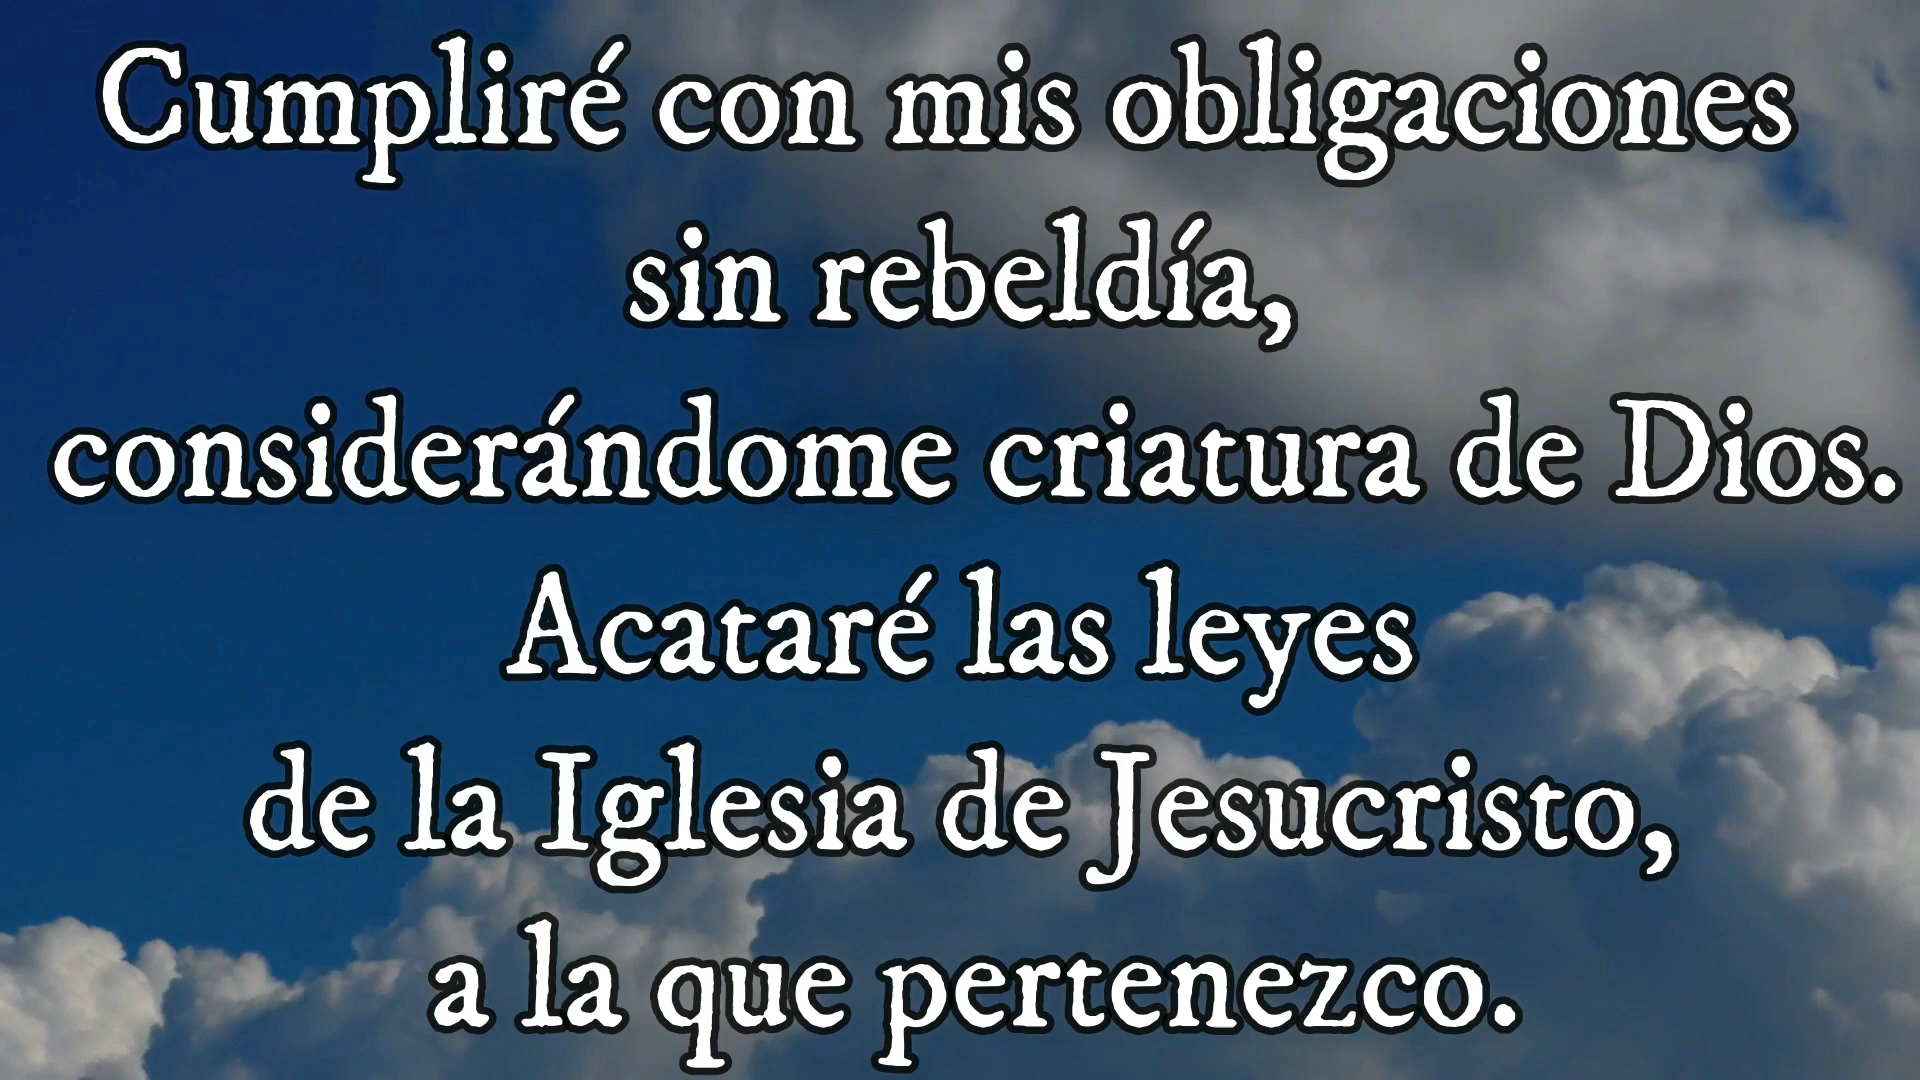 Cumpliré con mis obligaciones
sin rebeldía,
considerándome criatura de Dios.
Acataré las leyes
de la Iglesia de Jesucristo,
a la que pertenezco.